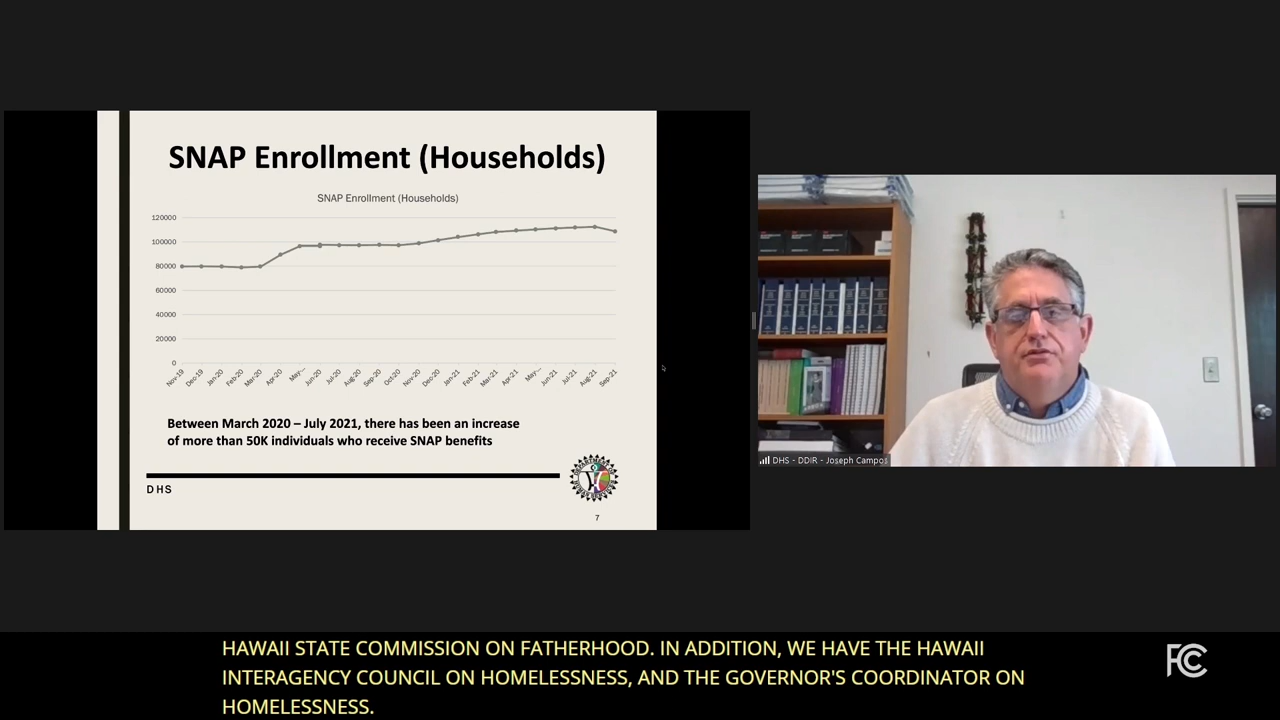 SNAP Enrollment (Households)
SNAP Enrollment (Households)
120000
100000
80000
60000
40000
20000
0
Nov-19 Dec-19 Jan-20 Feb-20 Mar-20 Apr-20 May… Jun-20 Jul-20 Aug-20 Sep-20 Oct-20 Nov-20 Dec-20 Jan-21 Feb-21 Mar-21 Apr-21 May… Jun-21 Jul-21 Aug-21 Sep-21
Between March 2020 – July 2021, there has been an increase
of more than 50K individuals who receive SNAP benefits
DHS
7
DHS - DDIR - Joseph Campos
HAWAII STATE COMMISSION ON FATHERHOOD. IN ADDITION, WE HAVE THE HAWAII
INTERAGENCY COUNCIL ON HOMELESSNESS, AND THE GOVERNOR'S COORDINATOR ON
HOMELESSNESS.
FCC